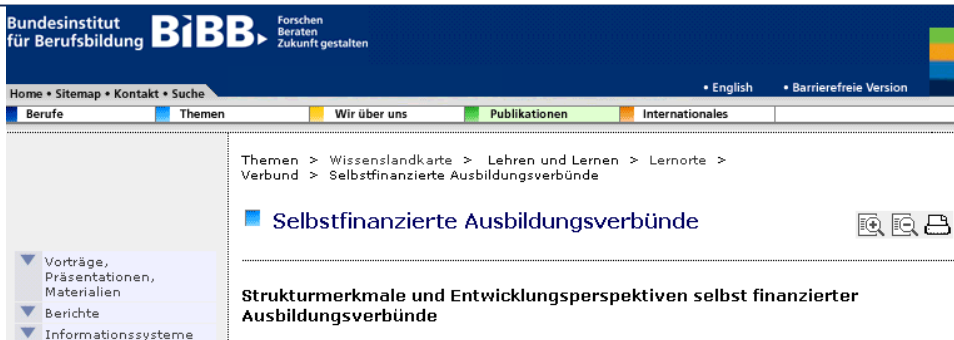 Bundesinstitut
für Berufsbildung
BiBB
Forschen
Beraten
Zukunft gestalten
Home • Sitemap • Kontakt • Suche
• English • Barrierefreie Version
Berufe Themen Wir über uns Publikationen Internationales
Themen > Wissenslandkarte > Lehren und Lernen > Lernorte >
Verbund > Selbstfinanzierte Ausbildungsverbünde
Selbstfinanzierte Ausbildungsverbünde
Vorträge,
Präsentationen,
Materialien
Berichte
Informationssysteme
Strukturmerkmale und Entwicklungsperspektiven selbst finanzierter
Ausbildungsverbünde